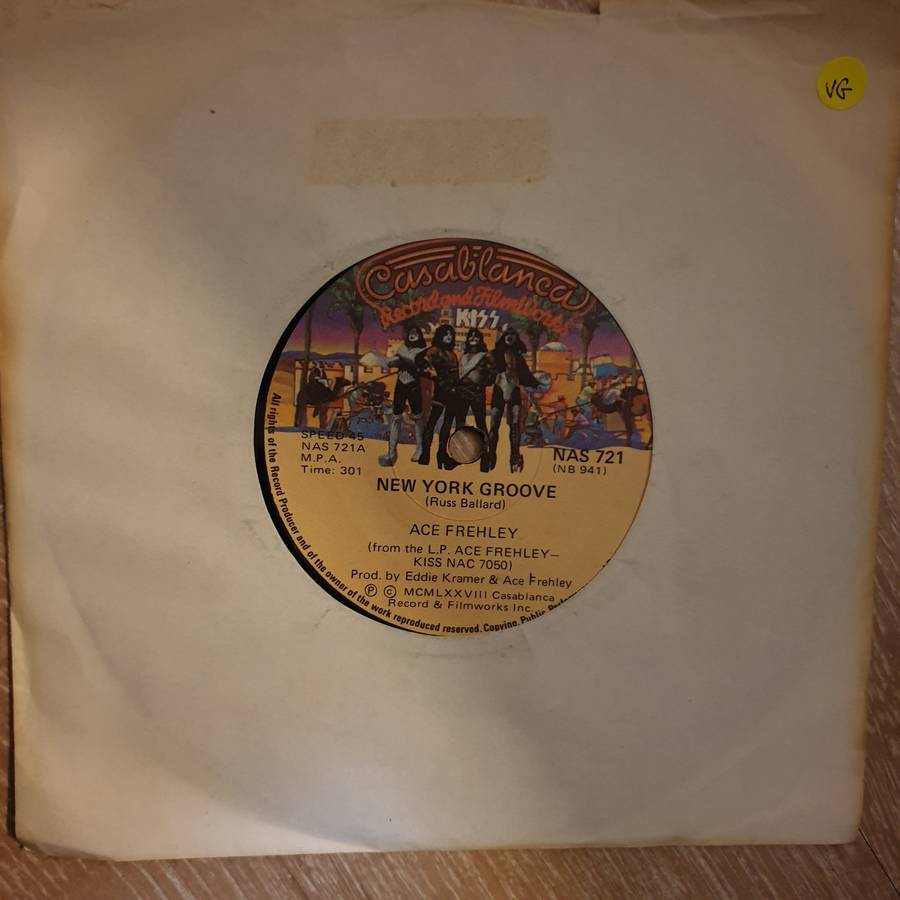 VG
Casablanca
Record and FilmWorks
KISS
SPEED 45
NAS 721A
M.P.A.
Time: 301
NAS 721
(NB 941)
NEW YORK GROOVE
(Russ Ballard)
ACE FREHLEY
(from the L.P. ACE FREHLEY—
KISS NAC 7050)
Prod. by Eddie Kramer & Ace Frehley
Ⓟ © MCMLXXVIII Casablanca
Record & Filmworks Inc.
All rights of the Record Producer and of the owner of the work reproduced reserved. Copying. Public